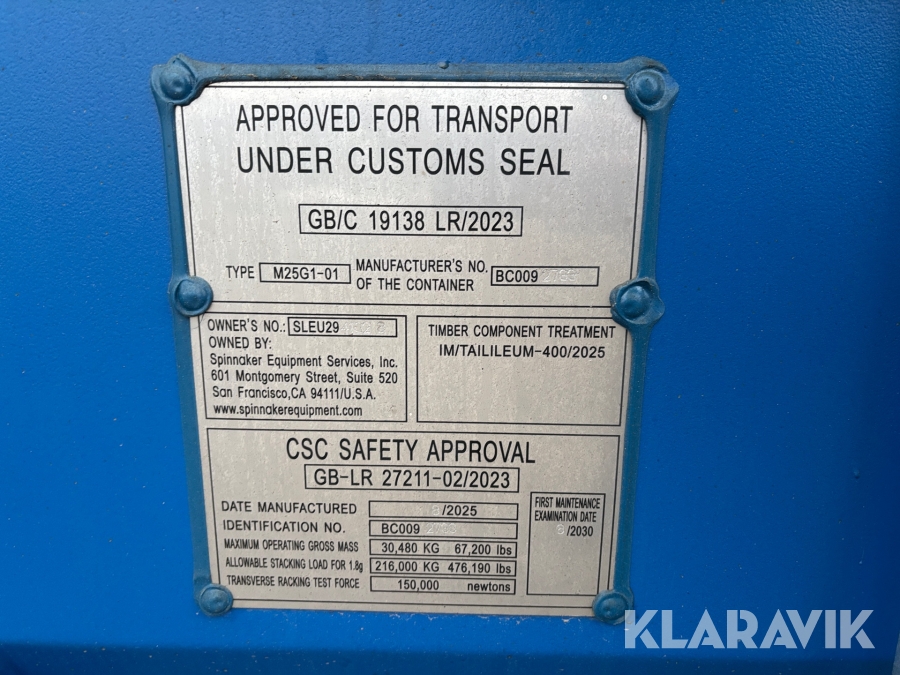 APPROVED FOR TRANSPORT
UNDER CUSTOMS SEAL
GB/C 19138 LR/2023
TYPE M25G1-01 MANUFACTURER'S NO. OF THE CONTAINER BC009
OWNER'S NO.: SLEU29
OWNED BY:
Spinnaker Equipment Services, Inc.
601 Montgomery Street, Suite 520
San Francisco,CA 94111/U.S.A.
www.spinnakerequipment.com
TIMBER COMPONENT TREATMENT
IM/TAILILEUM-400/2025
CSC SAFETY APPROVAL
GB-LR 27211-02/2023
DATE MANUFACTURED /2025
IDENTIFICATION NO. BC009
MAXIMUM OPERATING GROSS MASS 30,480 KG 67,200 lbs
ALLOWABLE STACKING LOAD FOR 1.8g 216,000 KG 476,190 lbs
TRANSVERSE RACKING TEST FORCE 150,000 newtons
FIRST MAINTENANCE
EXAMINATION DATE
/2030
KLARAVIK